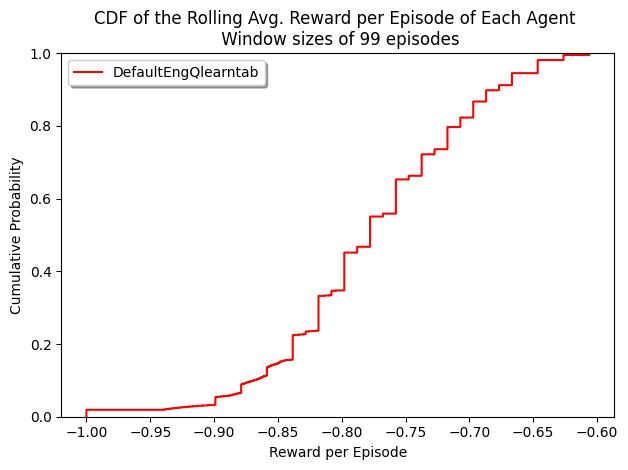 CDF of the Rolling Avg. Reward per Episode of Each Agent
Window sizes of 99 episodes
DefaultEngQlearntab
Cumulative Probability
1.0
0.8
0.6
0.4
0.2
0.0
−1.00 −0.95 −0.90 −0.85 −0.80 −0.75 −0.70 −0.65 −0.60
Reward per Episode